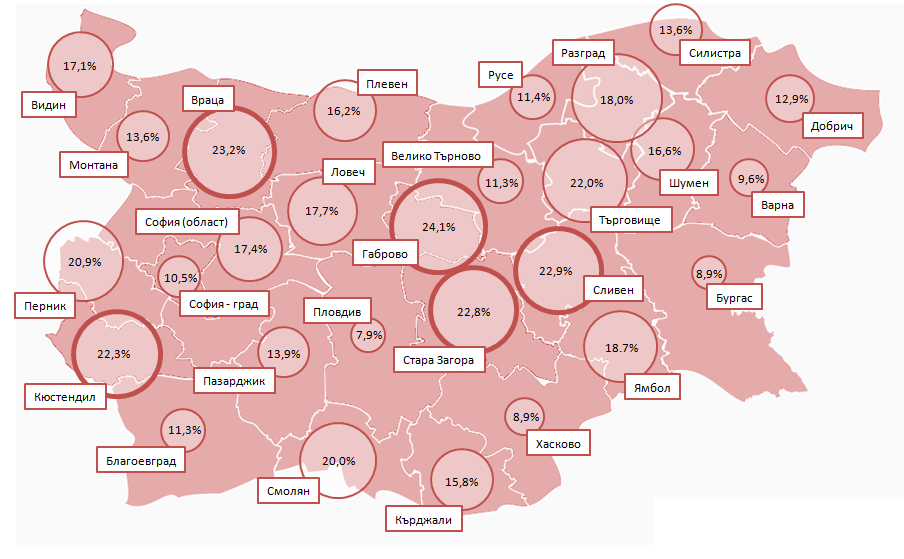 13,6%
Силистра
17,1%
Видин
Разград
18,0%
Плевен
16,2%
Русе
11,4%
12,9%
Добрич
Враца
23,2%
13,6%
Монтана
Велико Търново
11,3%
16,6%
Шумен
Ловеч
17,7%
22,0%
Търговище
9,6%
Варна
София (област)
17,4%
24,1%
Габрово
20,9%
Перник
10,5%
София - град
22,9%
Сливен
8,9%
Бургас
Пловдив
7,9%
22,8%
Стара Загора
22,3%
Кюстендил
13,9%
Пазарджик
18.7%
Ямбол
11,3%
Благоевград
8,9%
Хасково
20,0%
Смолян
15,8%
Кърджали